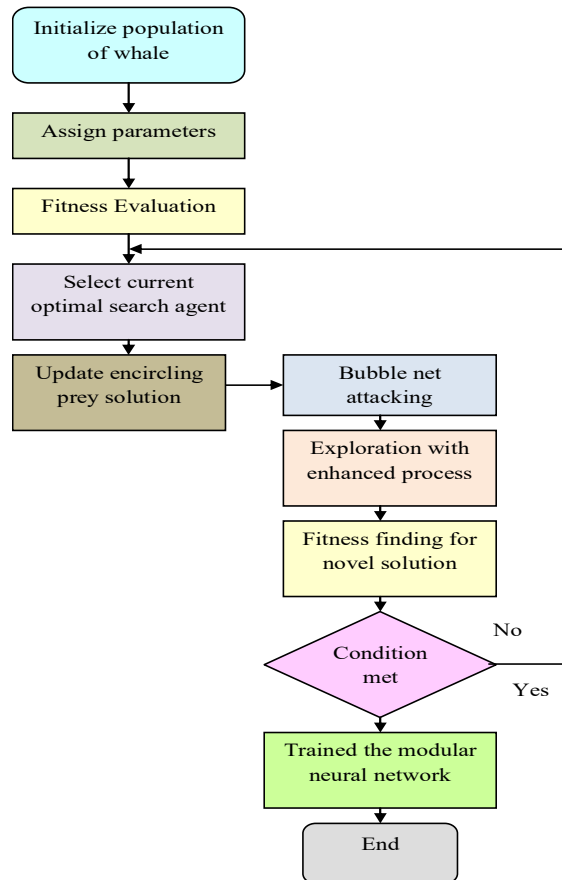 Initialize population
of whale
Assign parameters
Fitness Evaluation
Select current
optimal search agent
Update encircling
prey solution
Bubble net
attacking
Exploration with
enhanced process
Fitness finding for
novel solution
No
Condition
met
Yes
Trained the modular
neural network
End